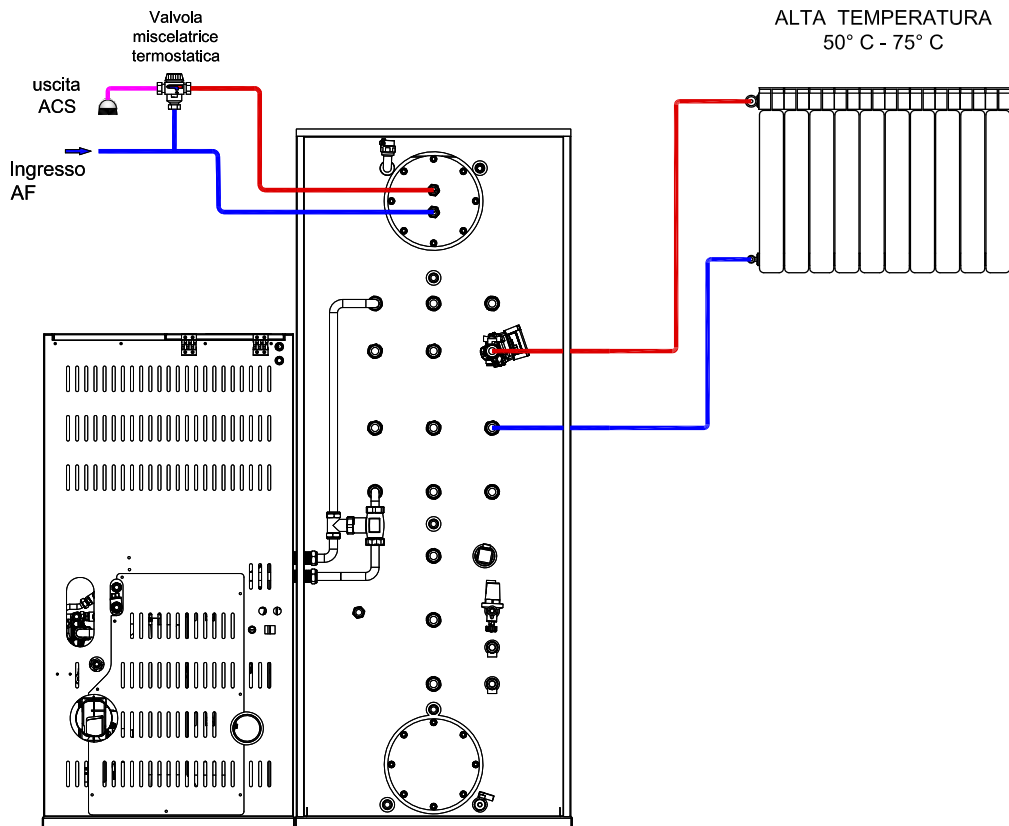 Valvola
miscelatrice
termostatica
uscita
ACS
Ingresso
AF
ALTA TEMPERATURA
50° C - 75° C